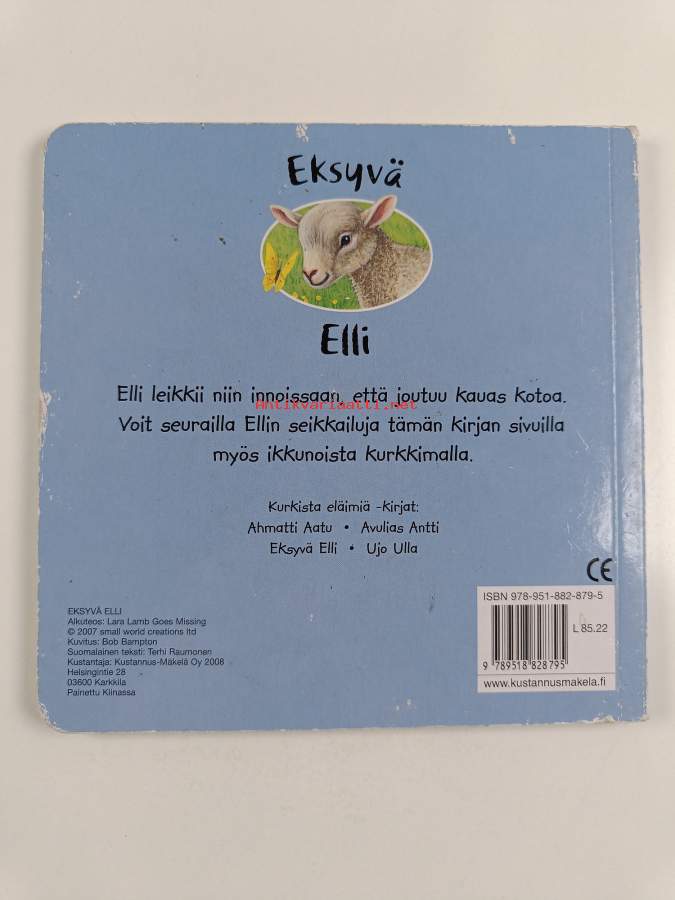 Eksyvä
Elli
Elli leikkii niin innoissaan, että joutuu kauas kotoa.
Antikvariaatti.net
Voit seurailla Ellin seikkailuja tämän kirjan sivuilla
myös ikkunoista kurkkimalla.
Kurkista eläimiä -kirjat:
Ahmatti Aatu • Avulias Antti
Eksyvä Elli • Ujo Ulla
CE
EKSYVÄ ELLI
Alkuteos: Lara Lamb Goes Missing
© 2007 small world creations ltd
Kuvitus: Bob Bampton
Suomalainen teksti: Terhi Raumonen
Kustantaja: Kustannus-Mäkelä Oy 2008
Helsingintie 28
03600 Karkkila
Painettu Kiinassa
ISBN 978-951-882-879-5
L 85.22
9 789518 828795
www.kustannusmakela.fi